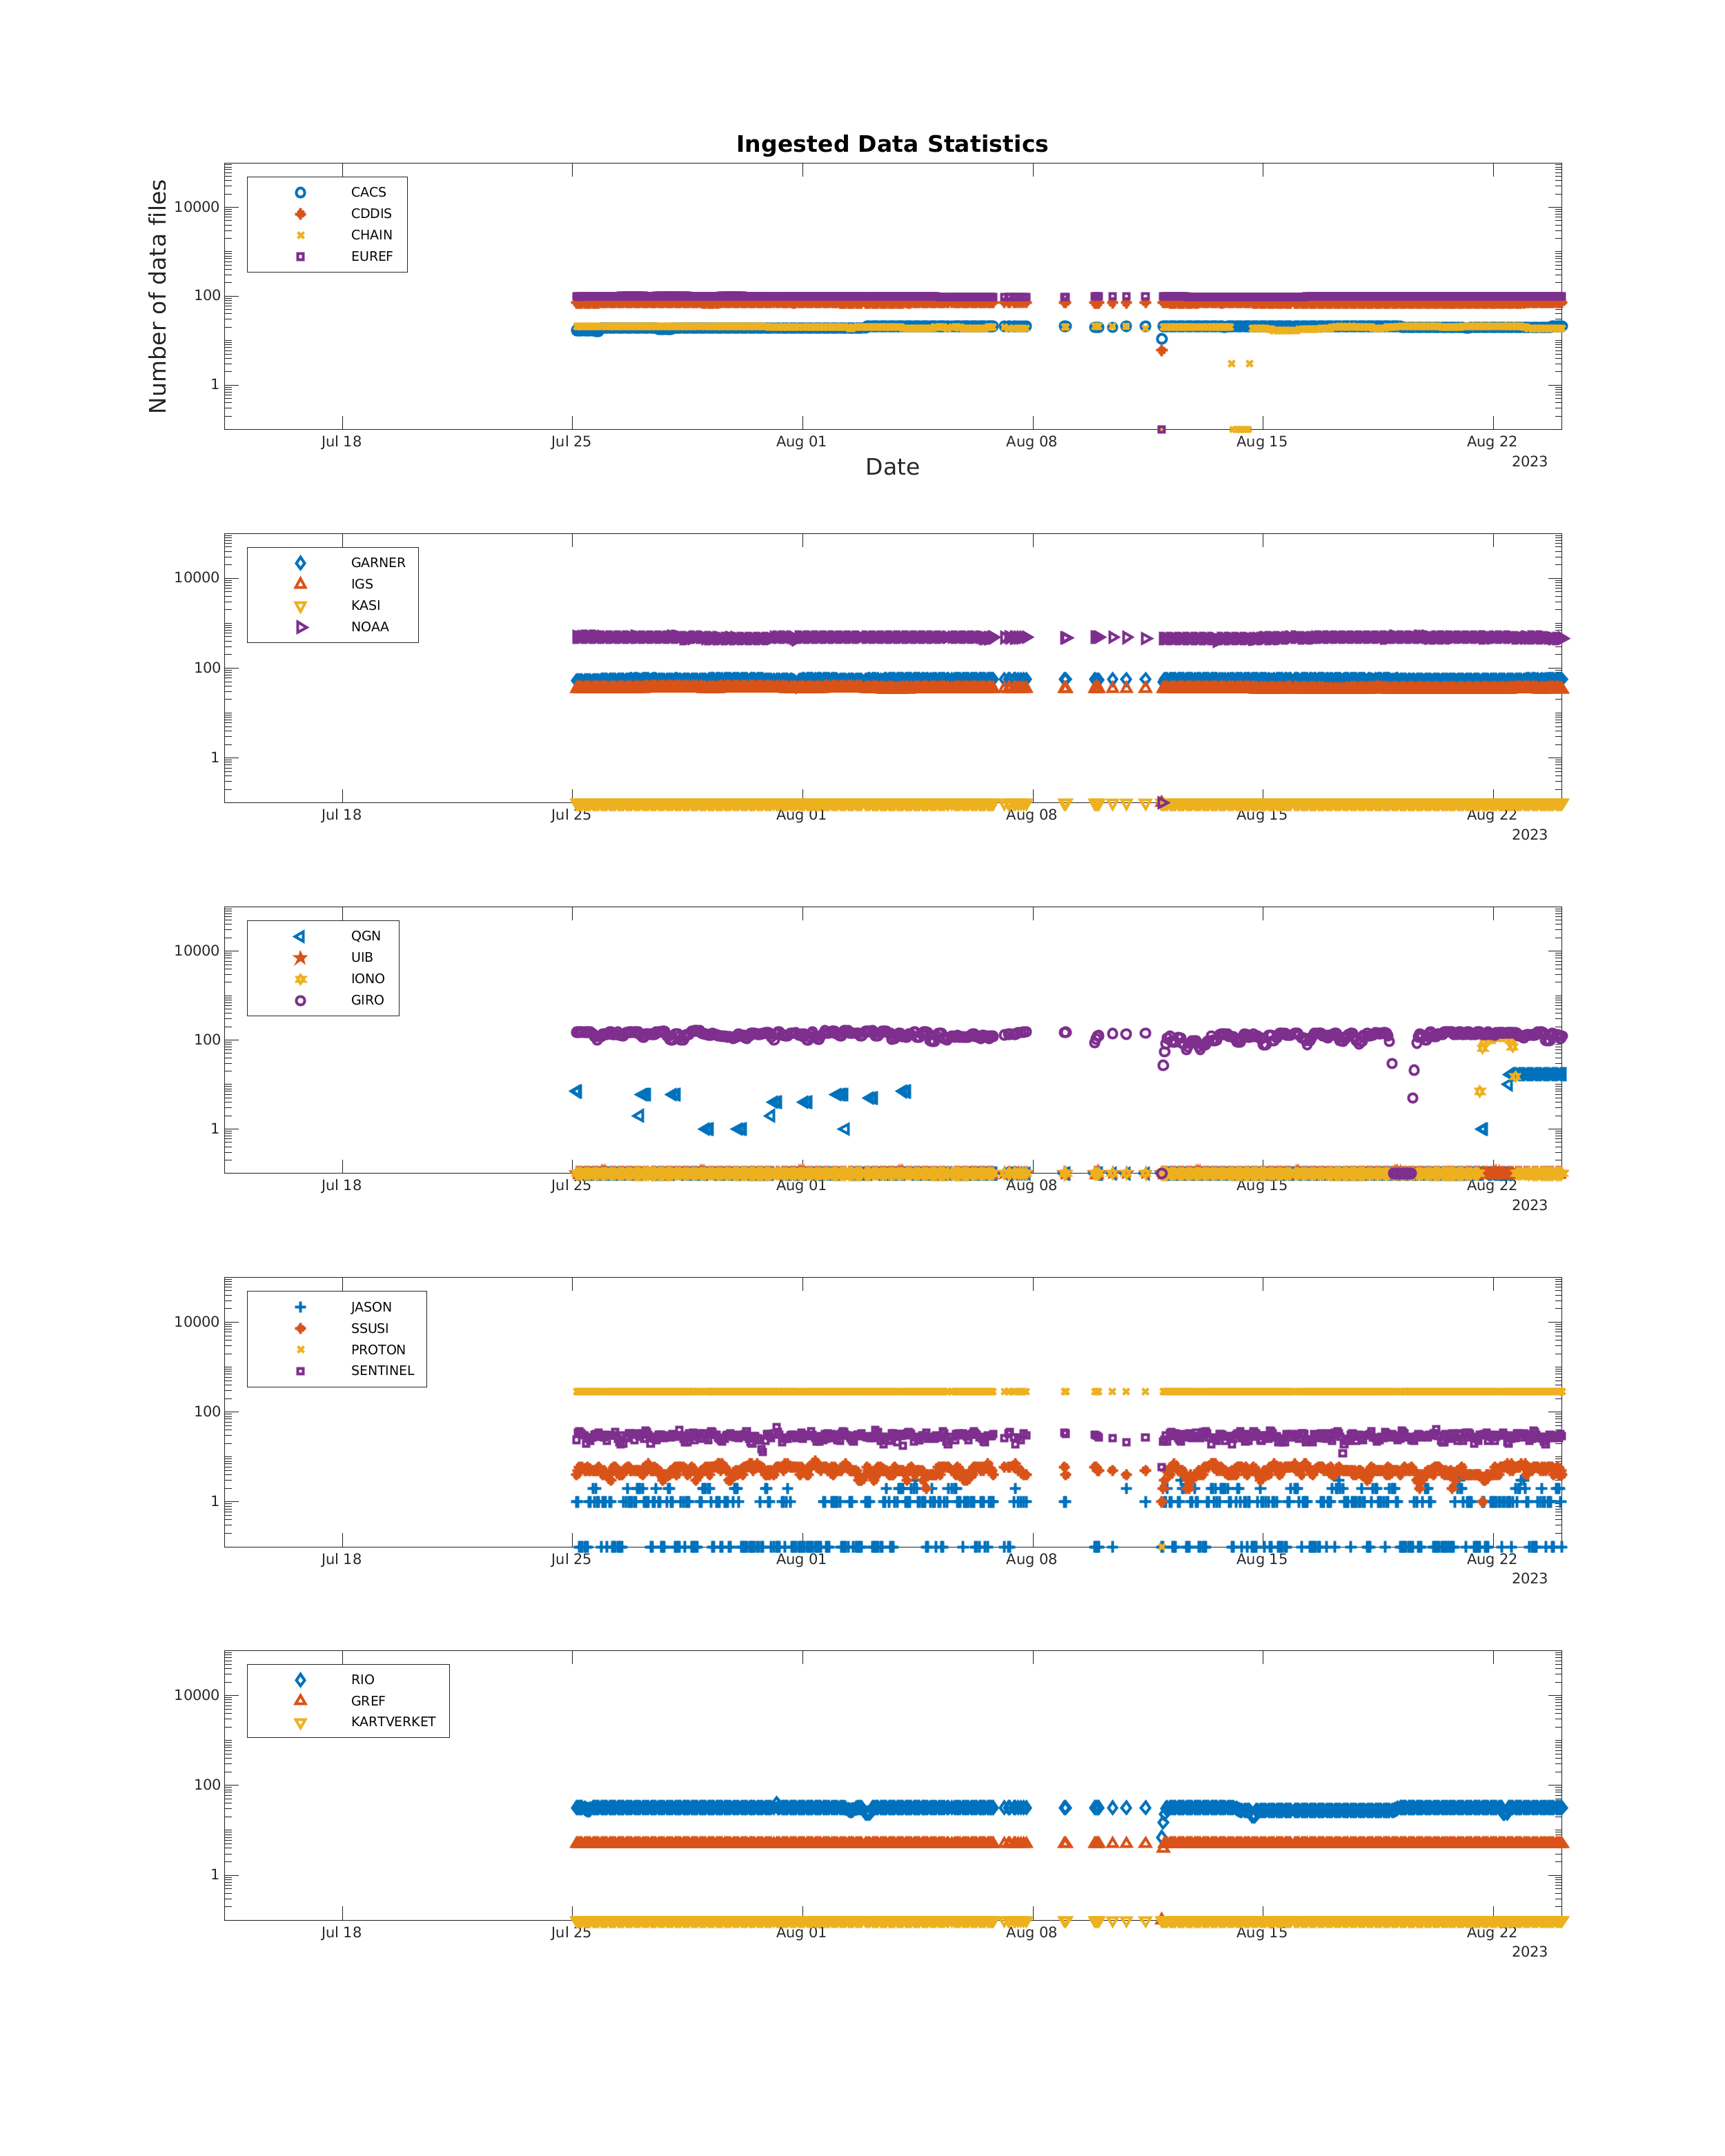 Ingested Data Statistics
Number of data files
10000
100
1
CACS
CDDIS
CHAIN
EUREF
Jul 18 Jul 25 Aug 01 Aug 08 Aug 15 Aug 22
2023
Date
10000
100
1
GARNER
IGS
KASI
NOAA
Jul 18 Jul 25 Aug 01 Aug 08 Aug 15 Aug 22
2023
10000
100
1
QGN
UIB
IONO
GIRO
Jul 18 Jul 25 Aug 01 Aug 08 Aug 15 Aug 22
2023
10000
100
1
JASON
SSUSI
PROTON
SENTINEL
Jul 18 Jul 25 Aug 01 Aug 08 Aug 15 Aug 22
2023
10000
100
1
RIO
GREF
KARTVERKET
Jul 18 Jul 25 Aug 01 Aug 08 Aug 15 Aug 22
2023